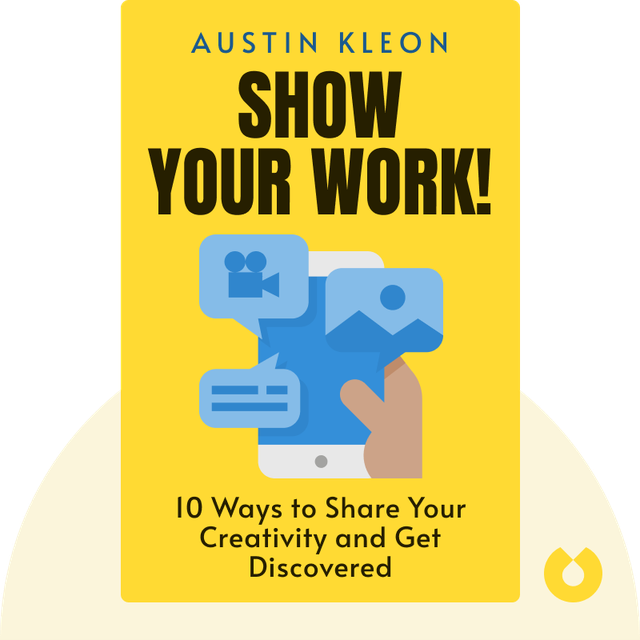 AUSTIN KLEON
SHOW
YOUR WORK!
10 Ways to Share Your
Creativity and Get
Discovered